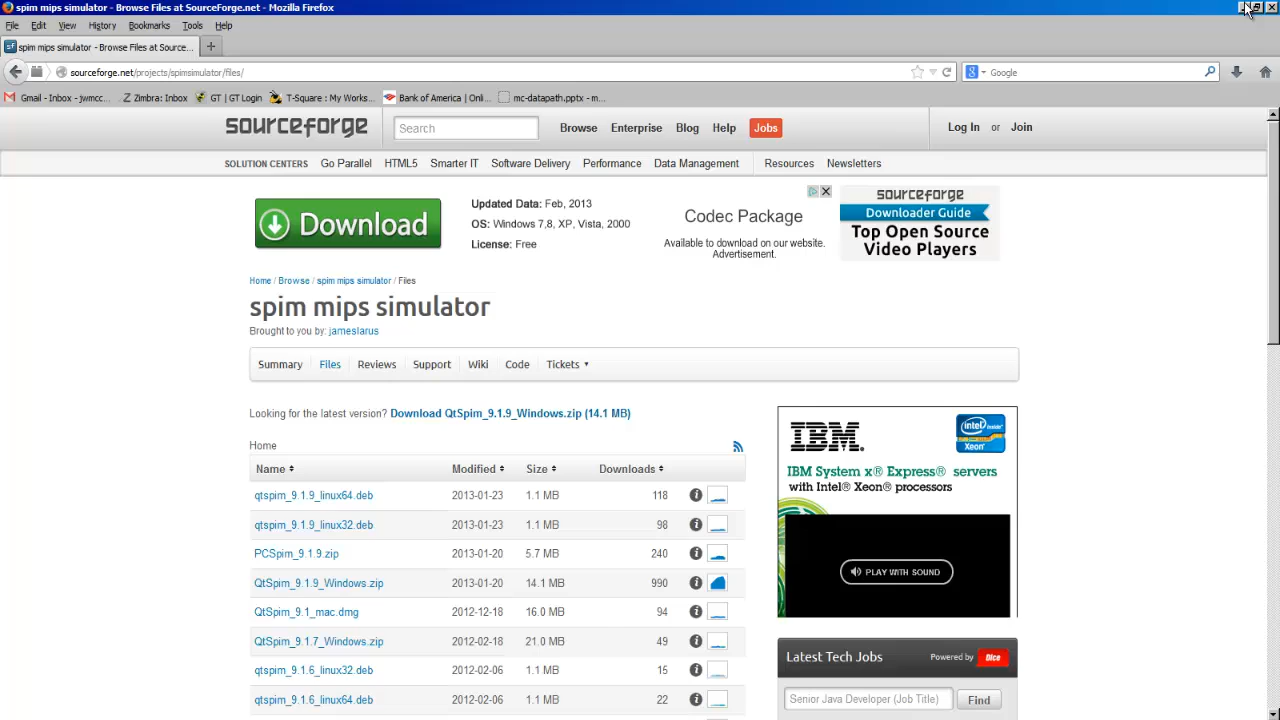 spim mips simulator - Browse Files at SourceForge.net - Mozilla Firefox
File Edit View History Bookmarks Tools Help
sf spim mips simulator - Browse Files at Source... +
sourceforge.net/projects/spimsimulator/files/ Google
Gmail - Inbox - jwmcc... Zimbra: Inbox GT | GT Login T-Square : My Works... Bank of America | Onli... mc-datapath.pptx - m...
sourceforge Search Browse Enterprise Blog Help Jobs Log In or Join
SOLUTION CENTERS Go Parallel HTML5 Smarter IT Software Delivery Performance Data Management Resources Newsletters
Download
Updated Data: Feb, 2013
OS: Windows 7,8, XP, Vista, 2000
License: Free
Codec Package
Available to download on our website.
Advertisement.
sourceforge
Downloader Guide
Top Open Source
Video Players
Home / Browse / spim mips simulator / Files
spim mips simulator
Brought to you by: jameslarus
Summary Files Reviews Support Wiki Code Tickets
Looking for the latest version? Download QtSpim_9.1.9_Windows.zip (14.1 MB)
Home
Name Modified Size Downloads
qtspim_9.1.9_linux64.deb 2013-01-23 1.1 MB 118
qtspim_9.1.9_linux32.deb 2013-01-23 1.1 MB 98
PCSpim_9.1.9.zip 2013-01-20 5.7 MB 240
QtSpim_9.1.9_Windows.zip 2013-01-20 14.1 MB 990
QtSpim_9.1_mac.dmg 2012-12-18 16.0 MB 94
QtSpim_9.1.7_Windows.zip 2012-02-18 21.0 MB 49
qtspim_9.1.6_linux32.deb 2012-02-06 1.1 MB 15
qtspim_9.1.6_linux64.deb 2012-02-06 1.1 MB 22
IBM.
intel inside
Xeon
IBM System x® Express® servers
with Intel® Xeon® processors
PLAY WITH SOUND
Latest Tech Jobs Powered by Dice
Senior Java Developer (Job Title) Find